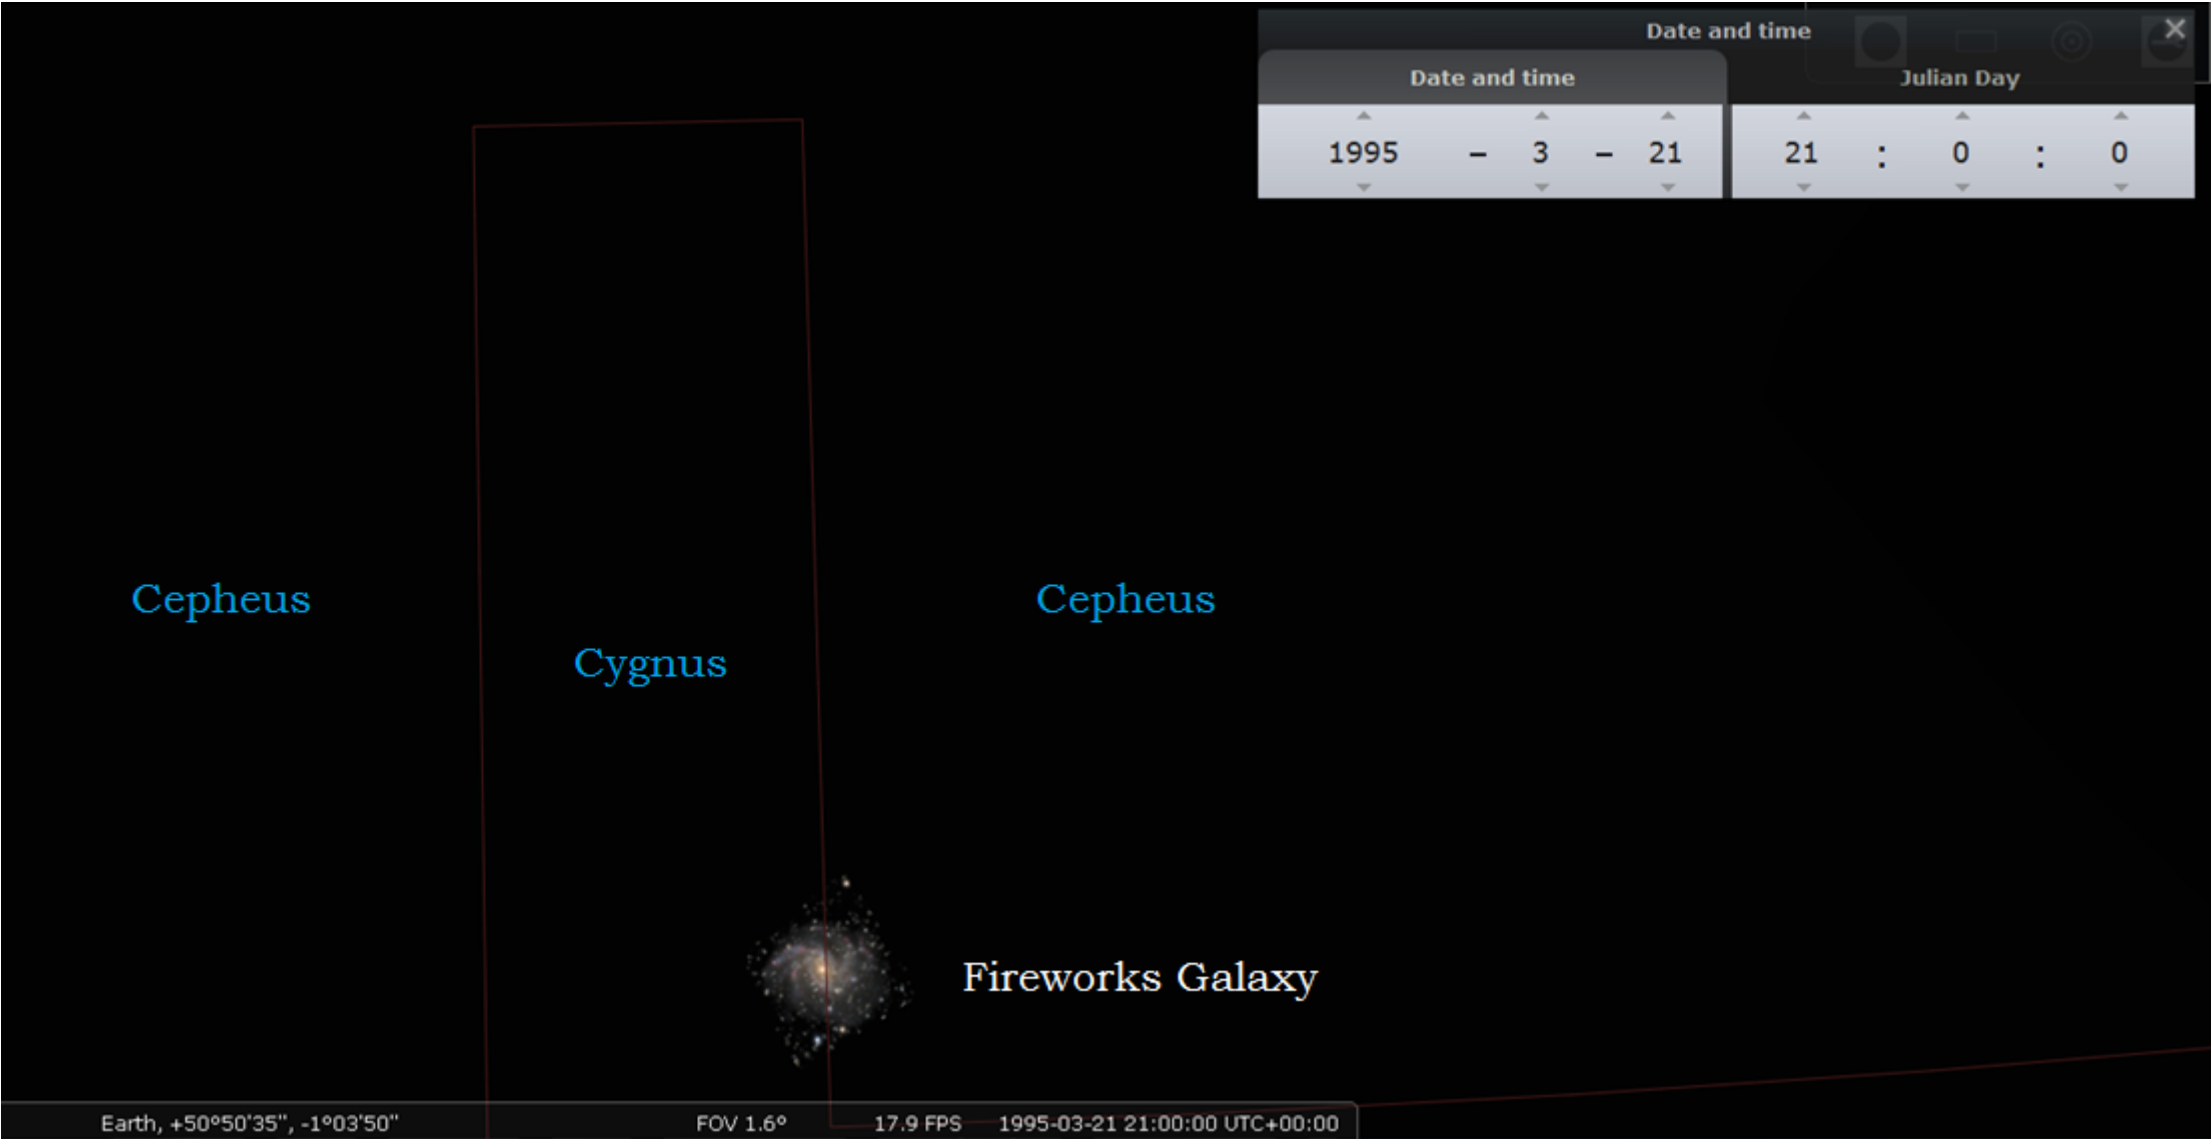 Date and time
Date and time
Julian Day
1995 – 3 – 21 21 : 0 : 0
Cepheus
Cepheus
Cygnus
Fireworks Galaxy
Earth, +50°50'35", -1°03'50" FOV 1.6° 17.9 FPS 1995-03-21 21:00:00 UTC+00:00